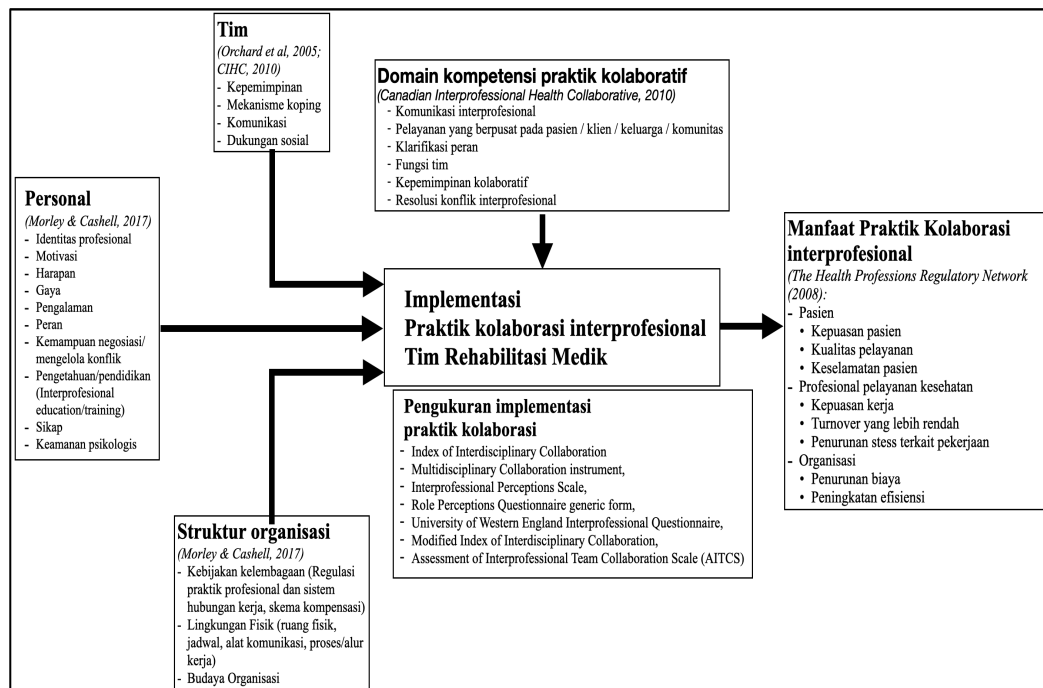 Tim
(Orchard et al, 2005;
CIHC, 2010)
- Kepemimpinan
- Mekanisme koping
- Komunikasi
- Dukungan sosial
Domain kompetensi praktik kolaboratif
(Canadian Interprofessional Health Collaborative, 2010)
- Komunikasi interprofesional
- Pelayanan yang berpusat pada pasien / klien / keluarga / komunitas
- Klarifikasi peran
- Fungsi tim
- Kepemimpinan kolaboratif
- Resolusi konflik interprofesional
Personal
(Morley & Cashell, 2017)
- Identitas profesional
- Motivasi
- Harapan
- Gaya
- Pengalaman
- Peran
- Kemampuan negosiasi/
mengelola konflik
- Pengetahuan/pendidikan
(Interprofesional
education/training)
- Sikap
- Keamanan psikologis
Implementasi
Praktik kolaborasi interprofesional
Tim Rehabilitasi Medik
Manfaat Praktik Kolaborasi
interprofesional
(The Health Professions Regulatory Network
(2008):
- Pasien
• Kepuasan pasien
• Kualitas pelayanan
• Keselamatan pasien
- Profesional pelayanan kesehatan
• Kepuasan kerja
• Turnover yang lebih rendah
• Penurunan stess terkait pekerjaan
- Organisasi
• Penurunan biaya
• Peningkatan efisiensi
Pengukuran implementasi
praktik kolaborasi
- Index of Interdisciplinary Collaboration
- Multidisciplinary Collaboration instrument,
- Interprofessional Perceptions Scale,
- Role Perceptions Questionnaire generic form,
- University of Western England Interprofessional Questionnaire,
- Modified Index of Interdisciplinary Collaboration,
- Assessment of Interprofessional Team Collaboration Scale (AITCS)
Struktur organisasi
(Morley & Cashell, 2017)
- Kebijakan kelembagaan (Regulasi
praktik profesional dan sistem
hubungan kerja, skema kompensasi)
- Lingkungan Fisik (ruang fisik,
jadwal, alat komunikasi, proses/alur
kerja)
- Budaya Organisasi